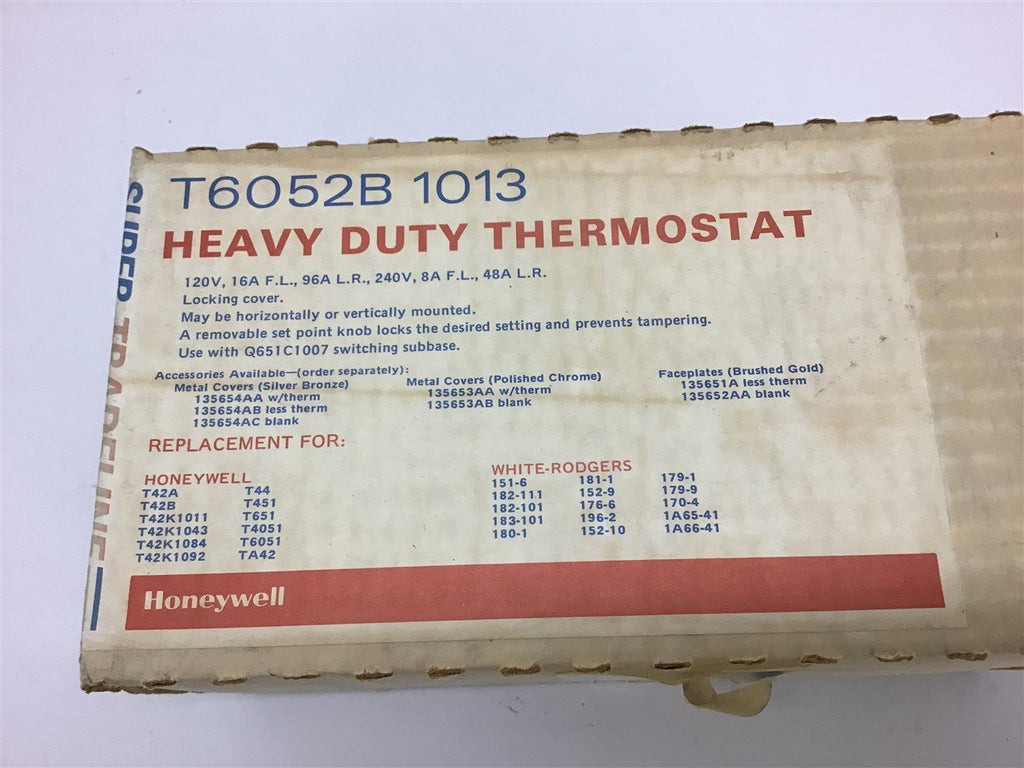 SUPER TRADELINE
T6052B 1013
HEAVY DUTY THERMOSTAT
120V, 16A F.L., 96A L.R., 240V, 8A F.L., 48A L.R.
Locking cover.
May be horizontally or vertically mounted.
A removable set point knob locks the desired setting and prevents tampering.
Use with Q651C1007 switching subbase.
Accessories Available—(order separately):
Metal Covers (Silver Bronze)
135654AA w/therm
135654AB less therm
135654AC blank
Metal Covers (Polished Chrome)
135653AA w/therm
135653AB blank
Faceplates (Brushed Gold)
135651A less therm
135652AA blank
REPLACEMENT FOR:
HONEYWELL
T42A
T42B
T42K1011
T42K1043
T42K1084
T42K1092
T44
T451
T651
T4051
T6051
TA42
WHITE-RODGERS
151-6
182-111
182-101
183-101
180-1
181-1
152-9
176-6
196-2
152-10
179-1
179-9
170-4
1A65-41
1A66-41
Honeywell